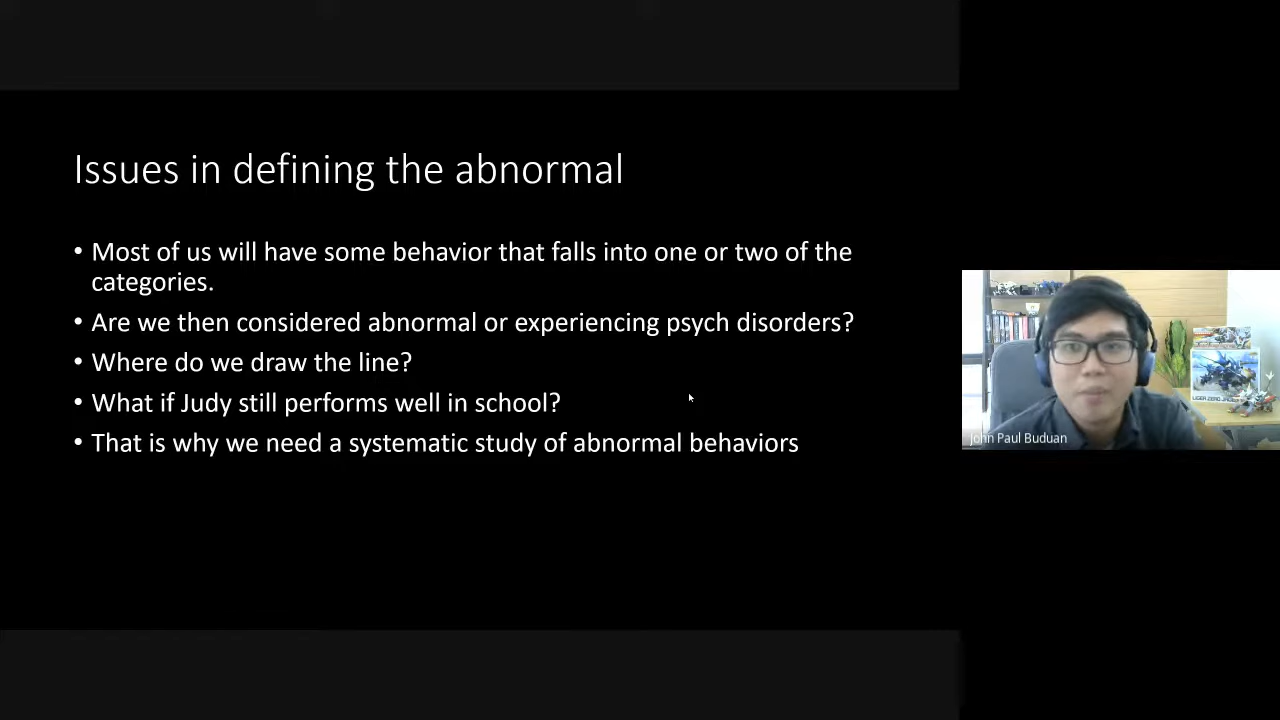 Issues in defining the abnormal
• Most of us will have some behavior that falls into one or two of the
categories.
• Are we then considered abnormal or experiencing psych disorders?
• Where do we draw the line?
• What if Judy still performs well in school?
• That is why we need a systematic study of abnormal behaviors
John Paul Buduan